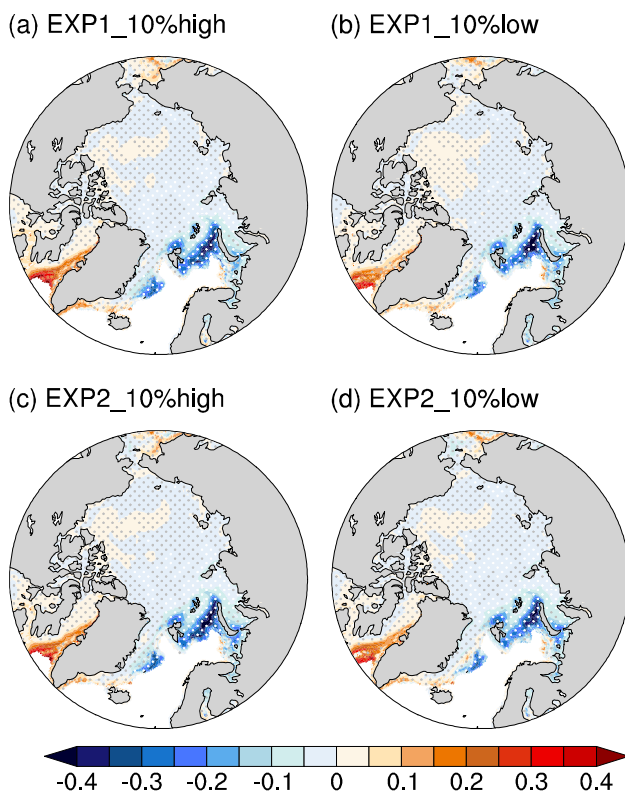 (a) EXP1_10%high
(b) EXP1_10%low
(c) EXP2_10%high
(d) EXP2_10%low
-0.4 -0.3 -0.2 -0.1 0 0.1 0.2 0.3 0.4